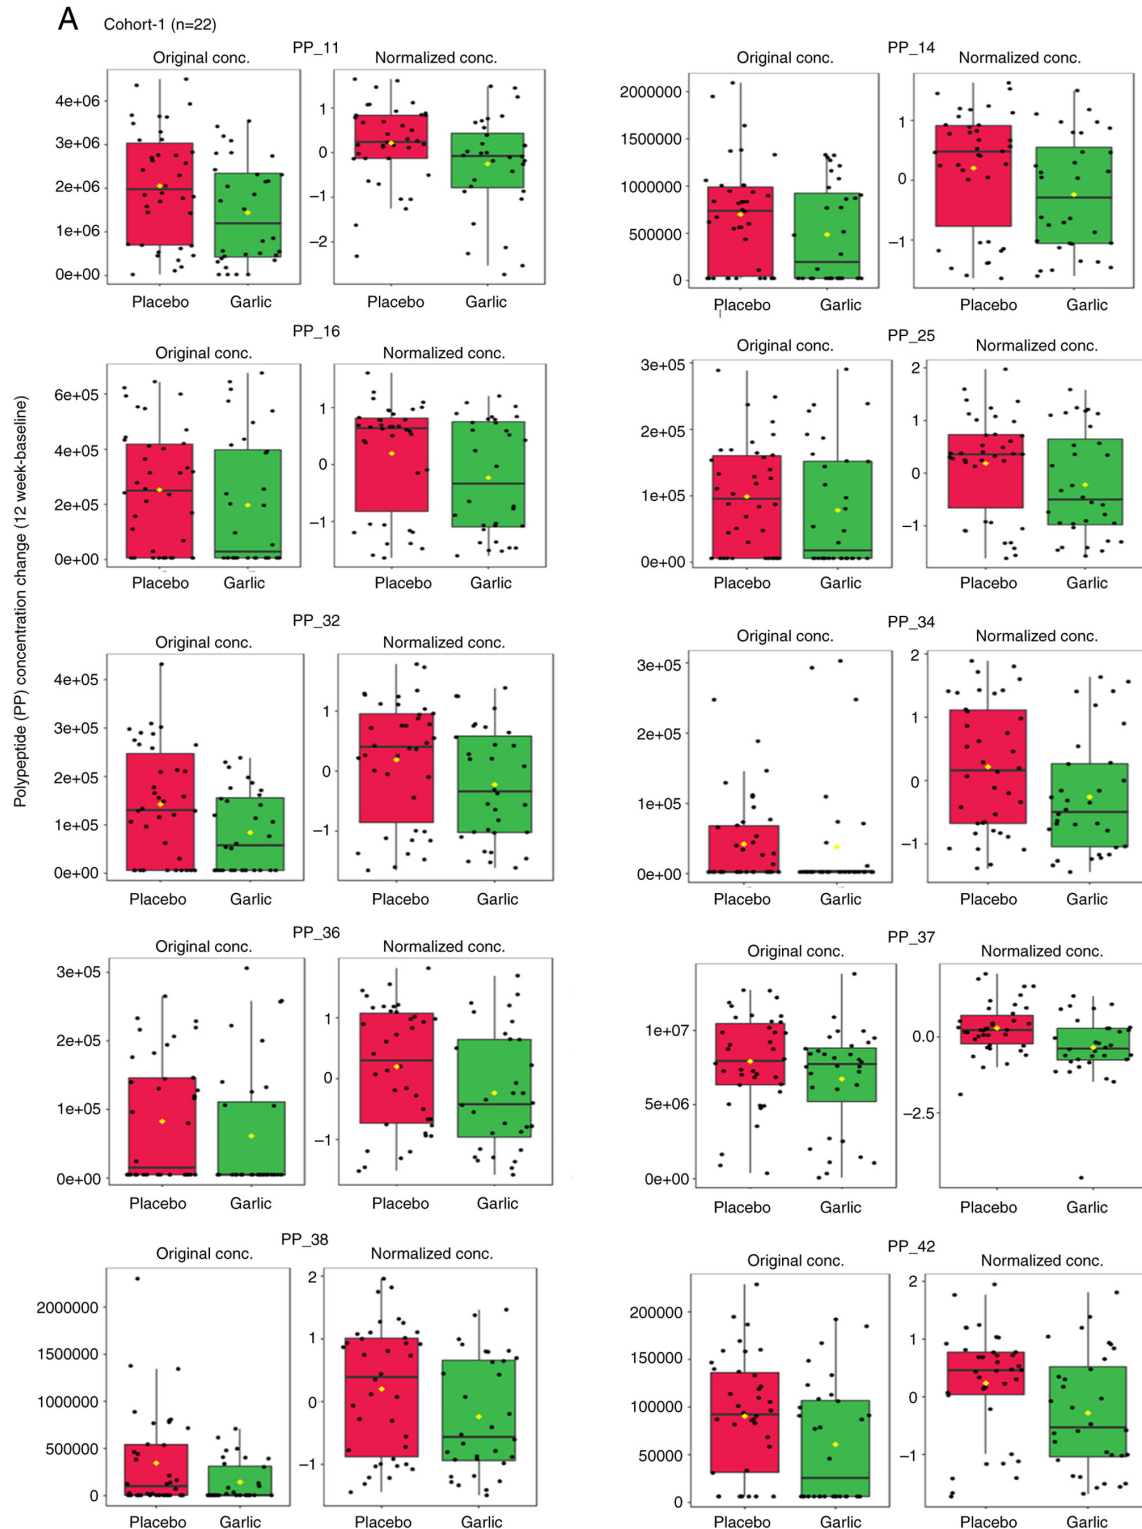 A Cohort-1 (n=22)
PP_11
Original conc. Normalized conc.
4e+06
3e+06
2e+06
1e+06
0e+00
1
0
−1
−2
Placebo Garlic Placebo Garlic
PP_14
Original conc. Normalized conc.
2000000
1500000
1000000
500000
0
1
0
−1
Placebo Garlic Placebo Garlic
PP_16
Original conc. Normalized conc.
6e+05
4e+05
2e+05
0e+00
1
0
−1
Placebo Garlic Placebo Garlic
PP_25
Original conc. Normalized conc.
3e+05
2e+05
1e+05
0e+00
2
1
0
−1
Placebo Garlic Placebo Garlic
Polypeptide (PP) concentration change (12 week-baseline)
PP_32
Original conc. Normalized conc.
4e+05
3e+05
2e+05
1e+05
0e+00
1
0
−1
Placebo Garlic Placebo Garlic
PP_34
Original conc. Normalized conc.
3e+05
2e+05
1e+05
0e+00
2
1
0
−1
Placebo Garlic Placebo Garlic
PP_36
Original conc. Normalized conc.
3e+05
2e+05
1e+05
0e+00
1
0
−1
Placebo Garlic Placebo Garlic
PP_37
Original conc. Normalized conc.
1e+07
5e+06
0e+00
0.0
−2.5
Placebo Garlic Placebo Garlic
PP_38
Original conc. Normalized conc.
2000000
1500000
1000000
500000
0
2
1
0
−1
Placebo Garlic Placebo Garlic
PP_42
Original conc. Normalized conc.
200000
150000
100000
50000
0
2
1
0
−1
Placebo Garlic Placebo Garlic